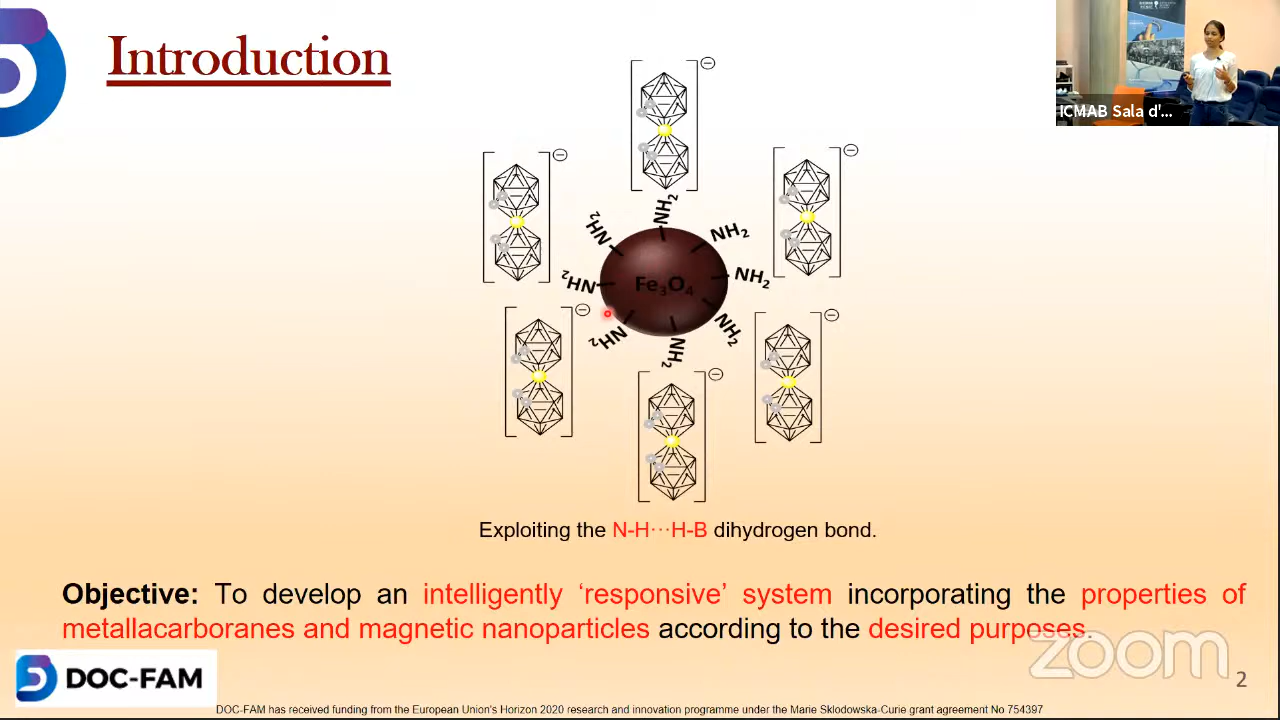 Introduction
ICMAB Sala d'...
NH2
NH2
NH2
NH2
NH2
NH2
NH2
NH2
Fe3O4
Exploiting the N-H···H-B dihydrogen bond.
Objective: To develop an intelligently ‘responsive’ system incorporating the properties of
metallacarboranes and magnetic nanoparticles according to the desired purposes.
zoom
DOC-FAM
2
DOC-FAM has received funding from the European Union's Horizon 2020 research and innovation programme under the Marie Sklodowska-Curie grant agreement No 754397